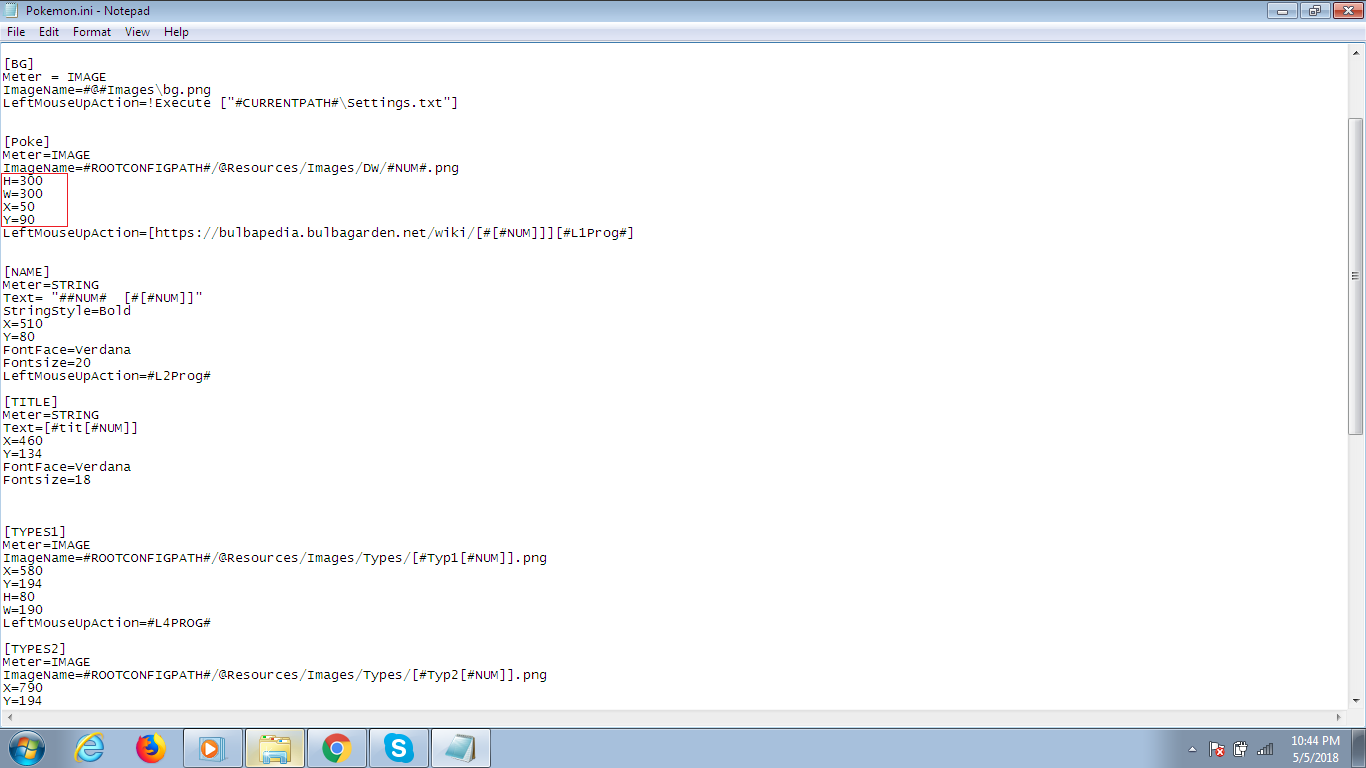 Pokemon.ini - Notepad
File Edit Format View Help
[BG]
Meter = IMAGE
ImageName=#@#Images\bg.png
LeftMouseUpAction=!Execute ["#CURRENTPATH#\Settings.txt"]
[Poke]
Meter=IMAGE
ImageName=#ROOTCONFIGPATH#/@Resources/Images/DW/#NUM#.png
H=300
W=300
X=50
Y=90
LeftMouseUpAction=[https://bulbapedia.bulbagarden.net/wiki/[#[#NUM]]][#L1Prog#]
[NAME]
Meter=STRING
Text= "##NUM#  [#[#NUM]]"
StringStyle=Bold
X=510
Y=80
FontFace=Verdana
Fontsize=20
LeftMouseUpAction=#L2Prog#
[TITLE]
Meter=STRING
Text=[#tit[#NUM]]
X=460
Y=134
FontFace=Verdana
Fontsize=18
[TYPES1]
Meter=IMAGE
ImageName=#ROOTCONFIGPATH#/@Resources/Images/Types/[#Typ1[#NUM]].png
X=580
Y=194
H=80
W=190
LeftMouseUpAction=#L4PROG#
[TYPES2]
Meter=IMAGE
ImageName=#ROOTCONFIGPATH#/@Resources/Images/Types/[#Typ2[#NUM]].png
X=790
Y=194
10:44 PM
5/5/2018